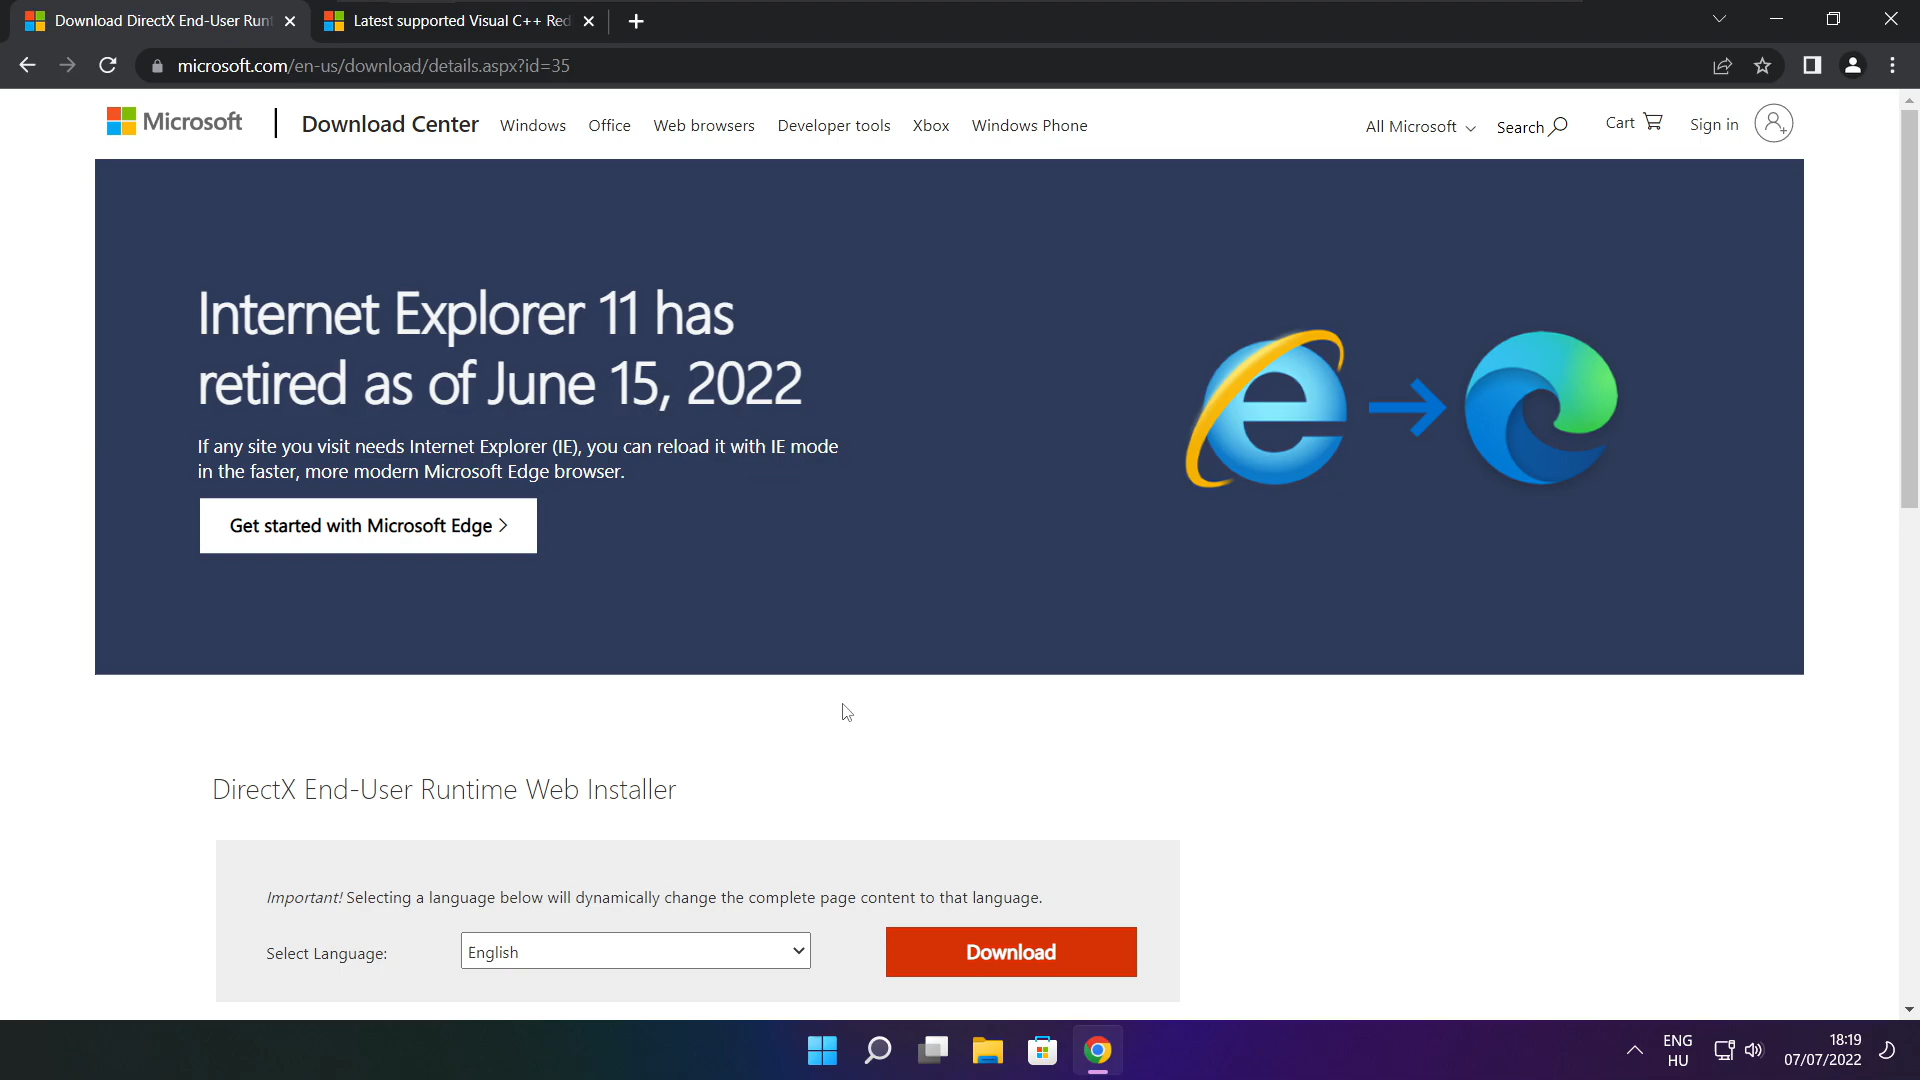 Download DirectX End-User Runt
Latest supported Visual C++ Red
microsoft.com/en-us/download/details.aspx?id=35
Microsoft
Download Center
Windows
Office
Web browsers
Developer tools
Xbox
Windows Phone
All Microsoft
Search
Cart
Sign in
Internet Explorer 11 has
retired as of June 15, 2022
If any site you visit needs Internet Explorer (IE), you can reload it with IE mode
in the faster, more modern Microsoft Edge browser.
Get started with Microsoft Edge >
DirectX End-User Runtime Web Installer
Important! Selecting a language below will dynamically change the complete page content to that language.
Select Language:
English
Download
ENG
HU
18:19
07/07/2022